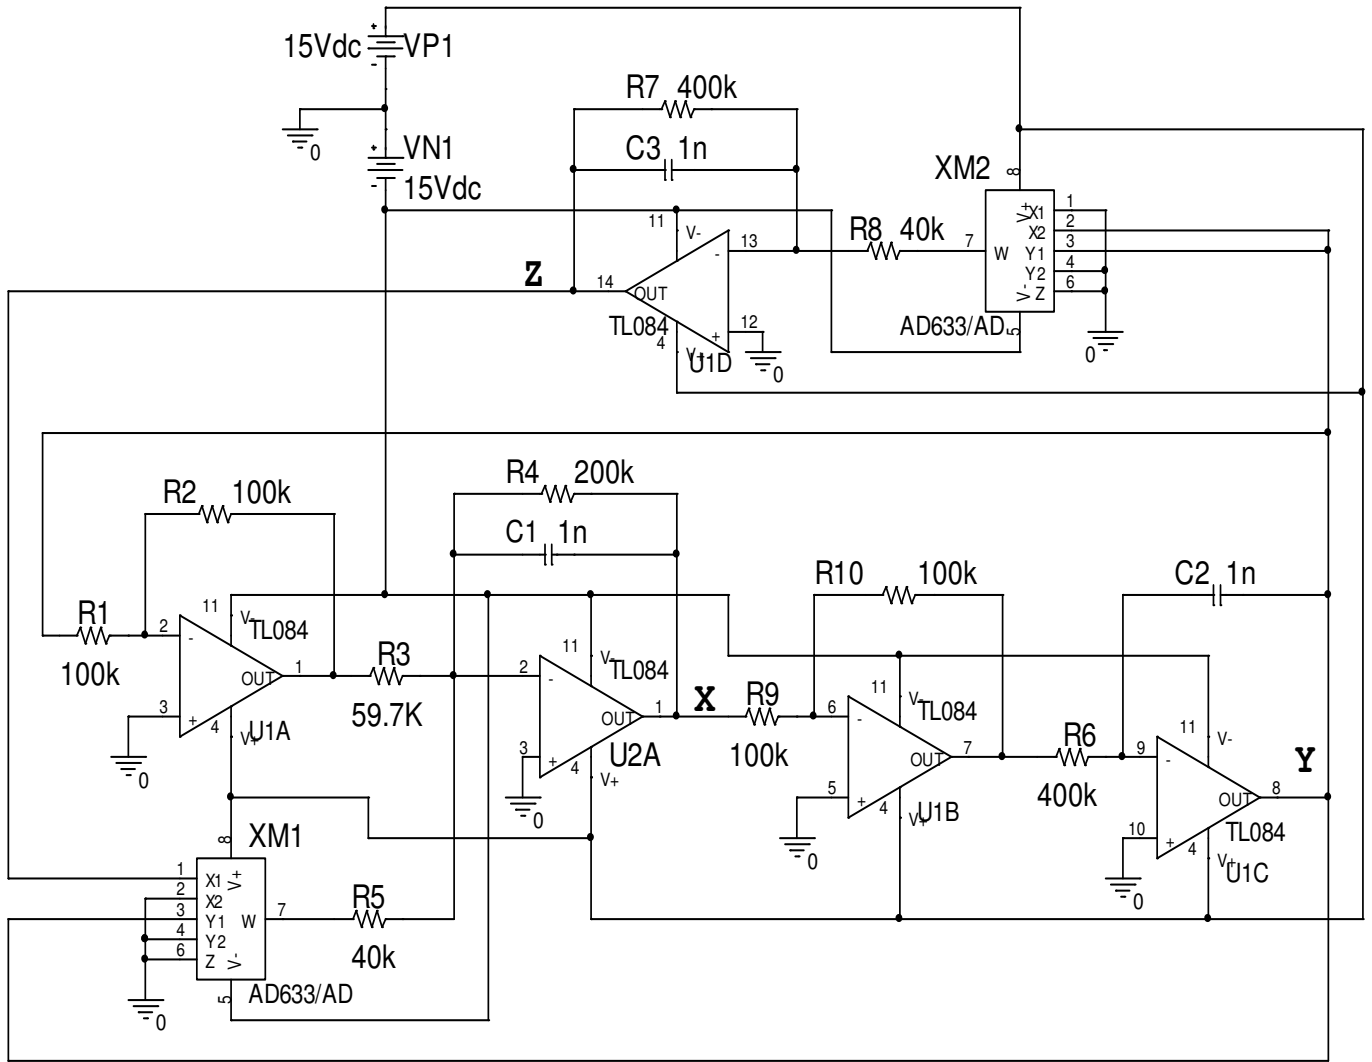 15Vdc VP1
R7 400k
0
VN1
15Vdc
C3 1n
XM2
8
11 V-
13
R8 40k
7 W
V+ X1 1
X2 2
Y1 3
Y2 4
V- Z 6
Z
14 OUT
-
TL084
12
+
4
V+ U1D
0
AD633/AD
5
0
R4 200k
R2 100k
C1 1n
R10 100k
C2 1n
R1
100k
2
-
11 V-
TL084
OUT 1
3
+
4
V+ U1A
0
R3
59.7K
2
-
11 V-
TL084
OUT 1
3
+
4
V+
U2A
0
X
R9
100k
6
-
11 V-
TL084
OUT 7
5
+
4
V+ U1B
0
R6
400k
9
-
11 V-
OUT 8
TL084
10
+
4
V+ U1C
0
Y
XM1
8
1 X1 V+
2 X2
3 Y1 W 7
4 Y2
6 Z V-
R5
40k
5
AD633/AD
0